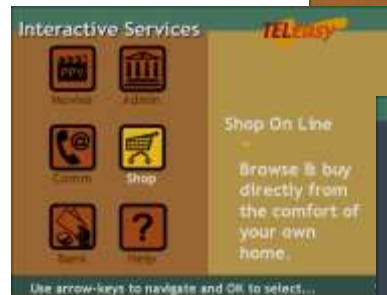 Interactive Services
TELeasy
PPV
Movies
Admin
@
Comm
Shop
Bank
?
Help
Shop On Line
Browse & buy
directly from
the comfort of
your own
home.
Use arrow-keys to navigate and OK to select...